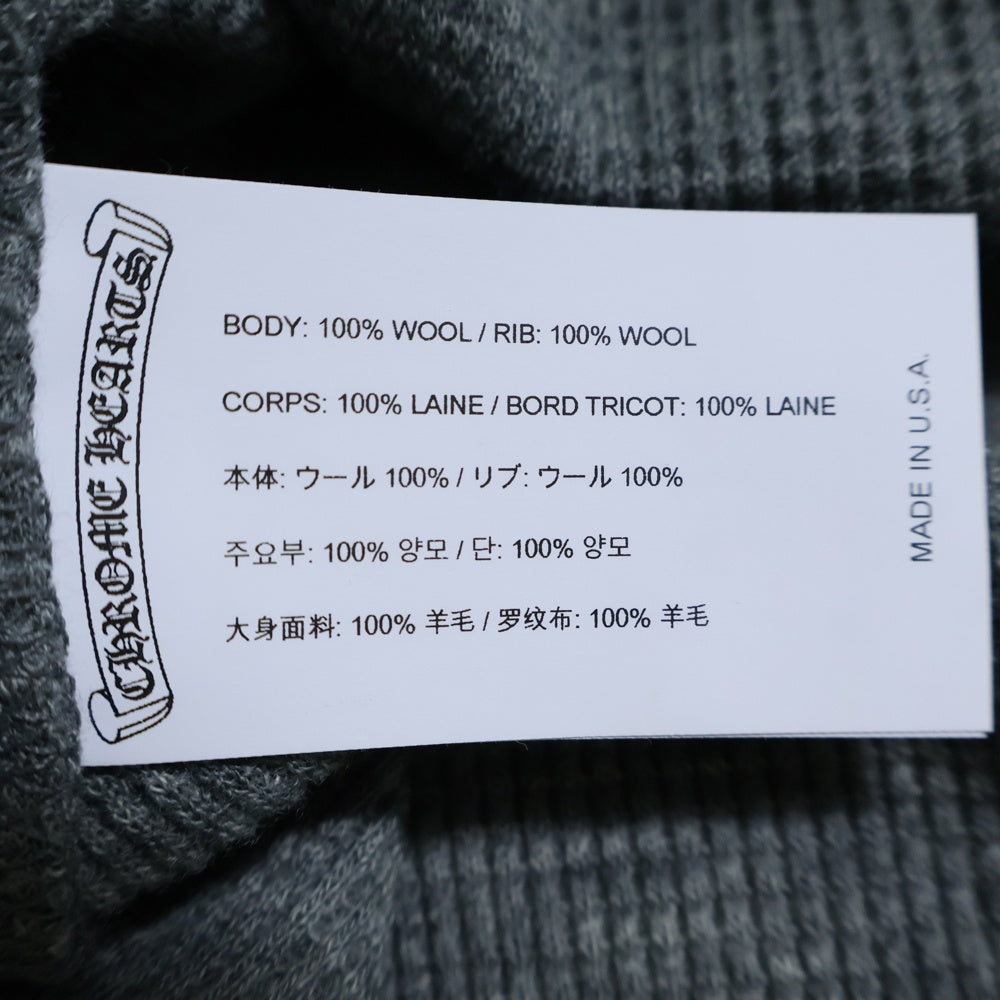 CHROME HEARTS
BODY: 100% WOOL / RIB: 100% WOOL
CORPS: 100% LAINE / BORD TRICOT: 100% LAINE
本体: ウール 100% / リブ: ウール 100%
주요부: 100% 양모 / 단: 100% 양모
大身面料: 100% 羊毛 / 罗纹布: 100% 羊毛
MADE IN U.S.A.